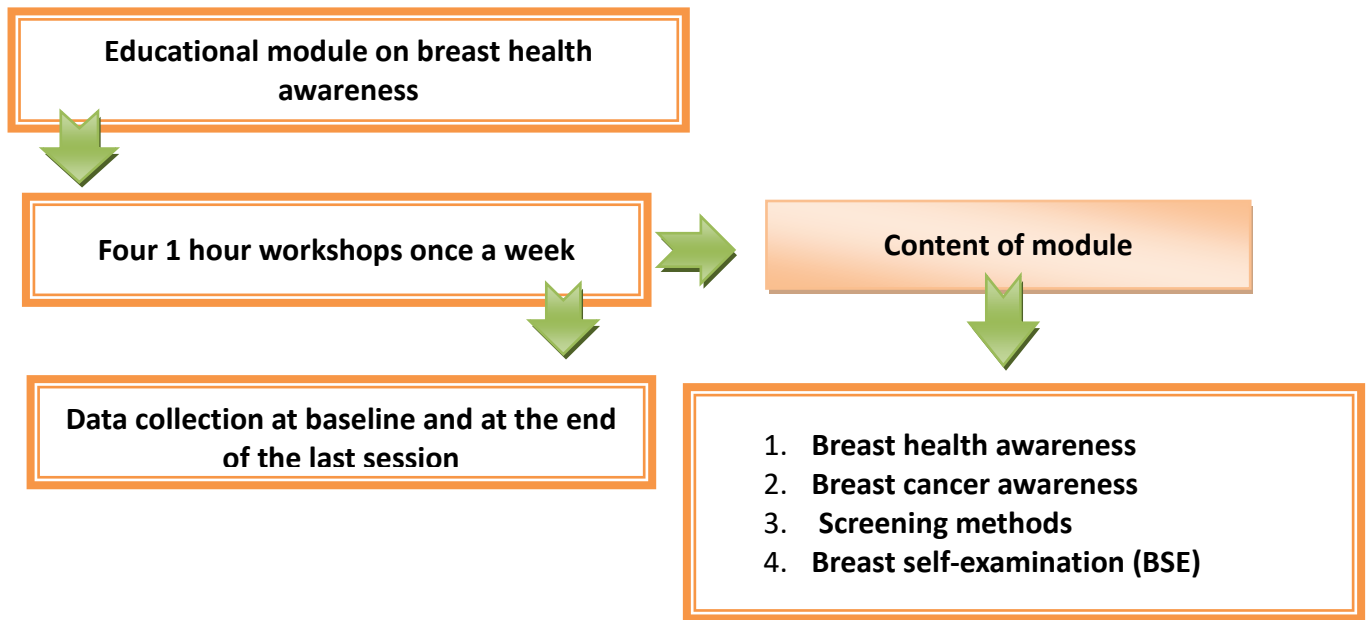 Educational module on breast health
awareness
Four 1 hour workshops once a week
Content of module
Data collection at baseline and at the end
of the last session
1. Breast health awareness
2. Breast cancer awareness
3. Screening methods
4. Breast self-examination (BSE)